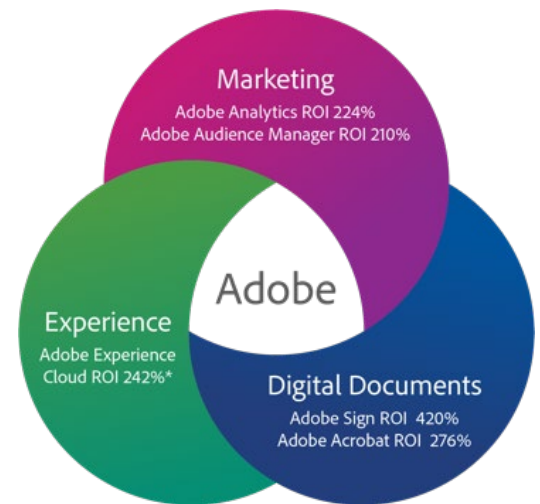 Marketing
Adobe Analytics ROI 224%
Adobe Audience Manager ROI 210%
Adobe
Experience
Adobe Experience
Cloud ROI 242%*
Digital Documents
Adobe Sign ROI 420%
Adobe Acrobat ROI 276%